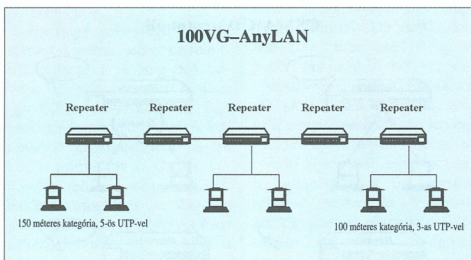 100VG–AnyLAN
Repeater Repeater Repeater Repeater Repeater
150 méteres kategória, 5-ös UTP-vel 100 méteres kategória, 3-as UTP-vel